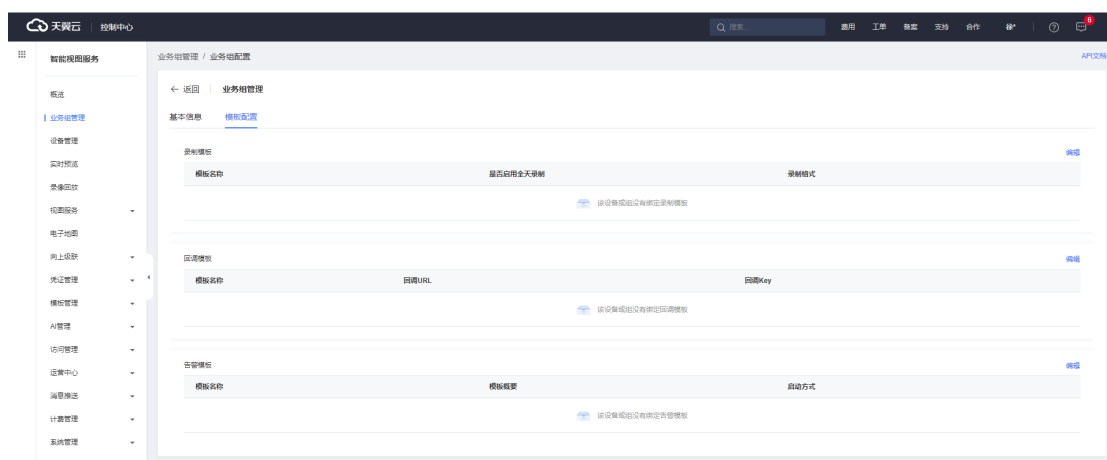 天翼云 控制中心 搜索... 费用 工单 备案 支持 合作 徐* 6
智能视图服务 业务组管理 / 业务组配置 API文档
概览
业务组管理
设备管理
实时预览
录像回放
视图服务
电子地图
向上级联
凭证管理
模板管理
AI管理
访问管理
运营中心
消息推送
计费管理
系统管理
← 返回 业务组管理
基本信息 模板配置
录制模板 编辑
模板名称 是否启用全天录制 录制格式
该设备或组没有绑定录制模板
回调模板 编辑
模板名称 回调URL 回调Key
该设备或组没有绑定回调模板
告警模板 编辑
模板名称 模板概要 启动方式
该设备或组没有绑定告警模板